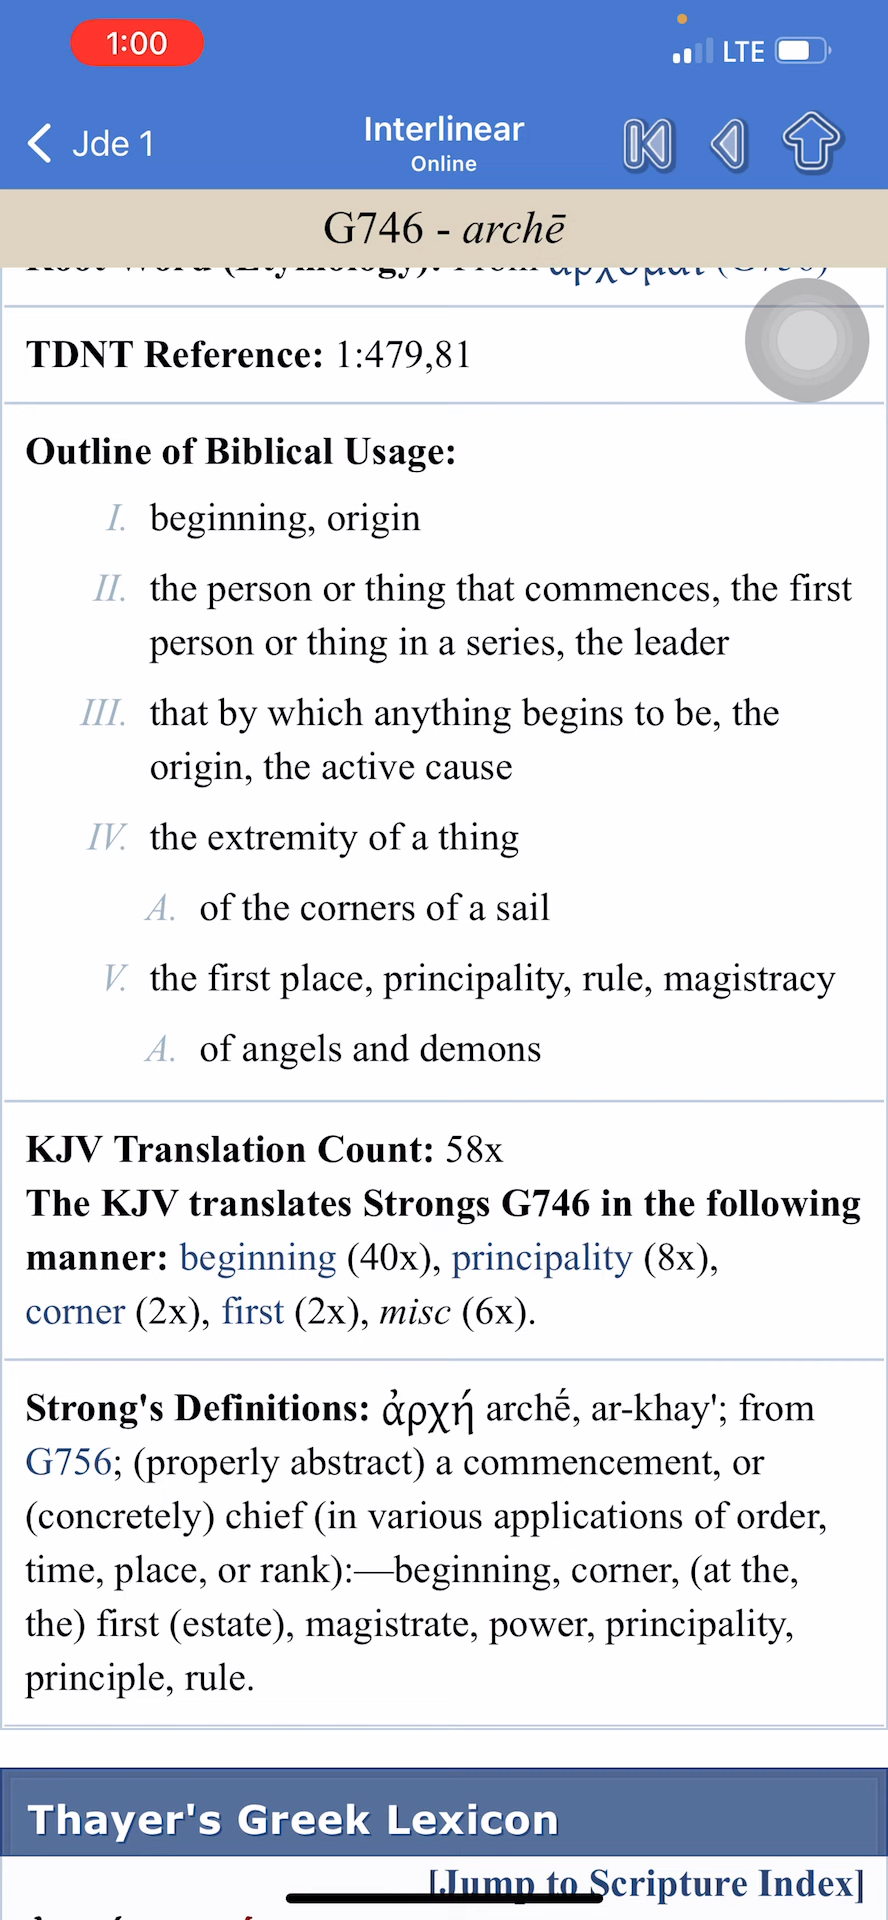 1:00
LTE
Jde 1
Interlinear
Online
G746 - archē
TDNT Reference: 1:479,81
Outline of Biblical Usage:
I. beginning, origin
II. the person or thing that commences, the first
person or thing in a series, the leader
III. that by which anything begins to be, the
origin, the active cause
IV. the extremity of a thing
A. of the corners of a sail
V. the first place, principality, rule, magistracy
A. of angels and demons
KJV Translation Count: 58x
The KJV translates Strongs G746 in the following
manner: beginning (40x), principality (8x),
corner (2x), first (2x), misc (6x).
Strong's Definitions: ἀρχή archḗ, ar-khay'; from
G756; (properly abstract) a commencement, or
(concretely) chief (in various applications of order,
time, place, or rank):—beginning, corner, (at the,
the) first (estate), magistrate, power, principality,
principle, rule.
Thayer's Greek Lexicon
[Jump to Scripture Index]